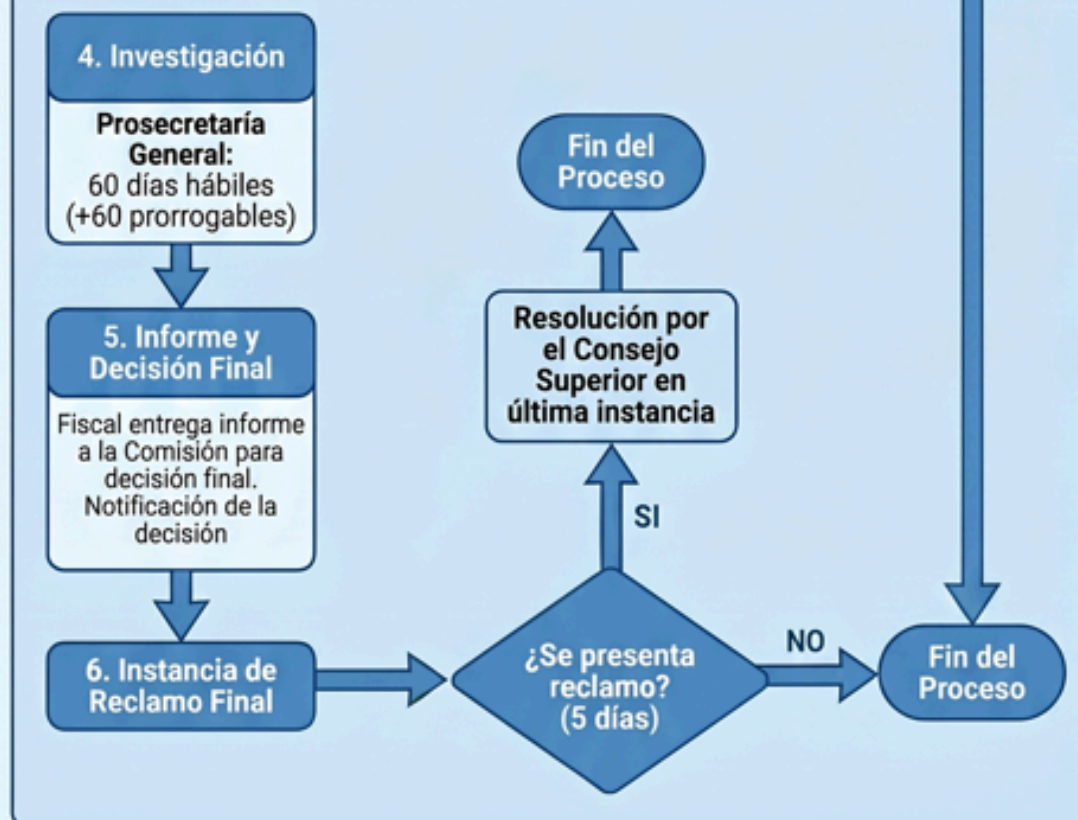 4. Investigación
Prosecretaría
General:
60 días hábiles
(+60 prorrogables)
5. Informe y
Decisión Final
Fiscal entrega informe
a la Comisión para
decisión final.
Notificación de la
decisión
6. Instancia de
Reclamo Final
¿Se presenta
reclamo?
(5 días)
SI
Resolución por
el Consejo
Superior en
última instancia
Fin del
Proceso
NO
Fin del
Proceso